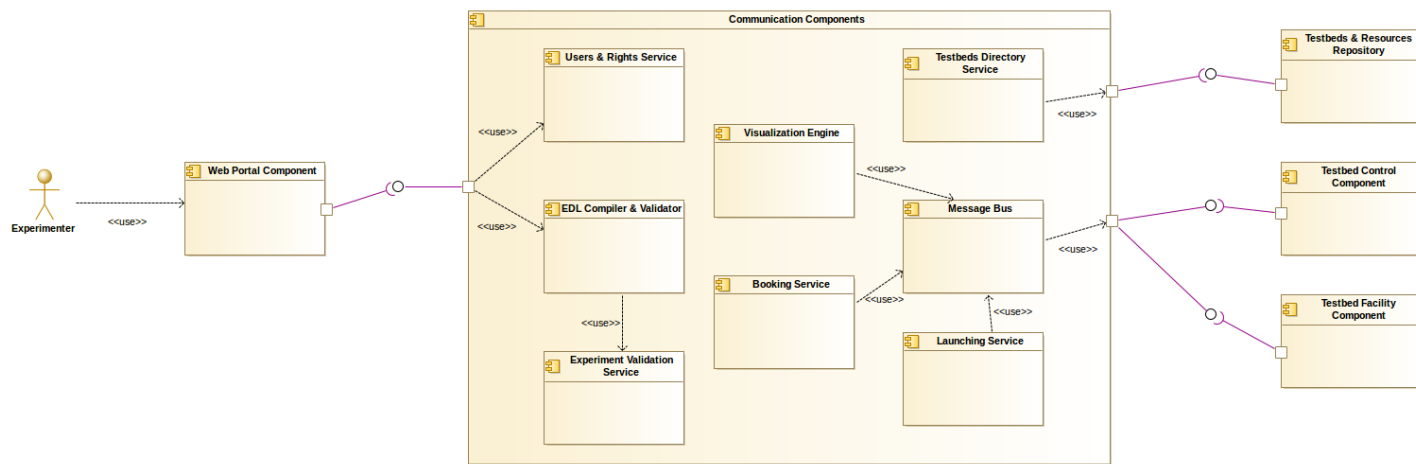 Communication Components
Users & Rights Service
Testbeds Directory
Service
Testbeds & Resources
Repository
<<use>>
<<use>>
Visualization Engine
<<use>>
Web Portal Component
Testbed Control
Component
<<use>>
Experimenter
EDL Compiler & Validator
Message Bus
<<use>>
<<use>>
Booking Service
<<use>>
Testbed Facility
Component
<<use>>
<<use>>
Launching Service
Experiment Validation
Service